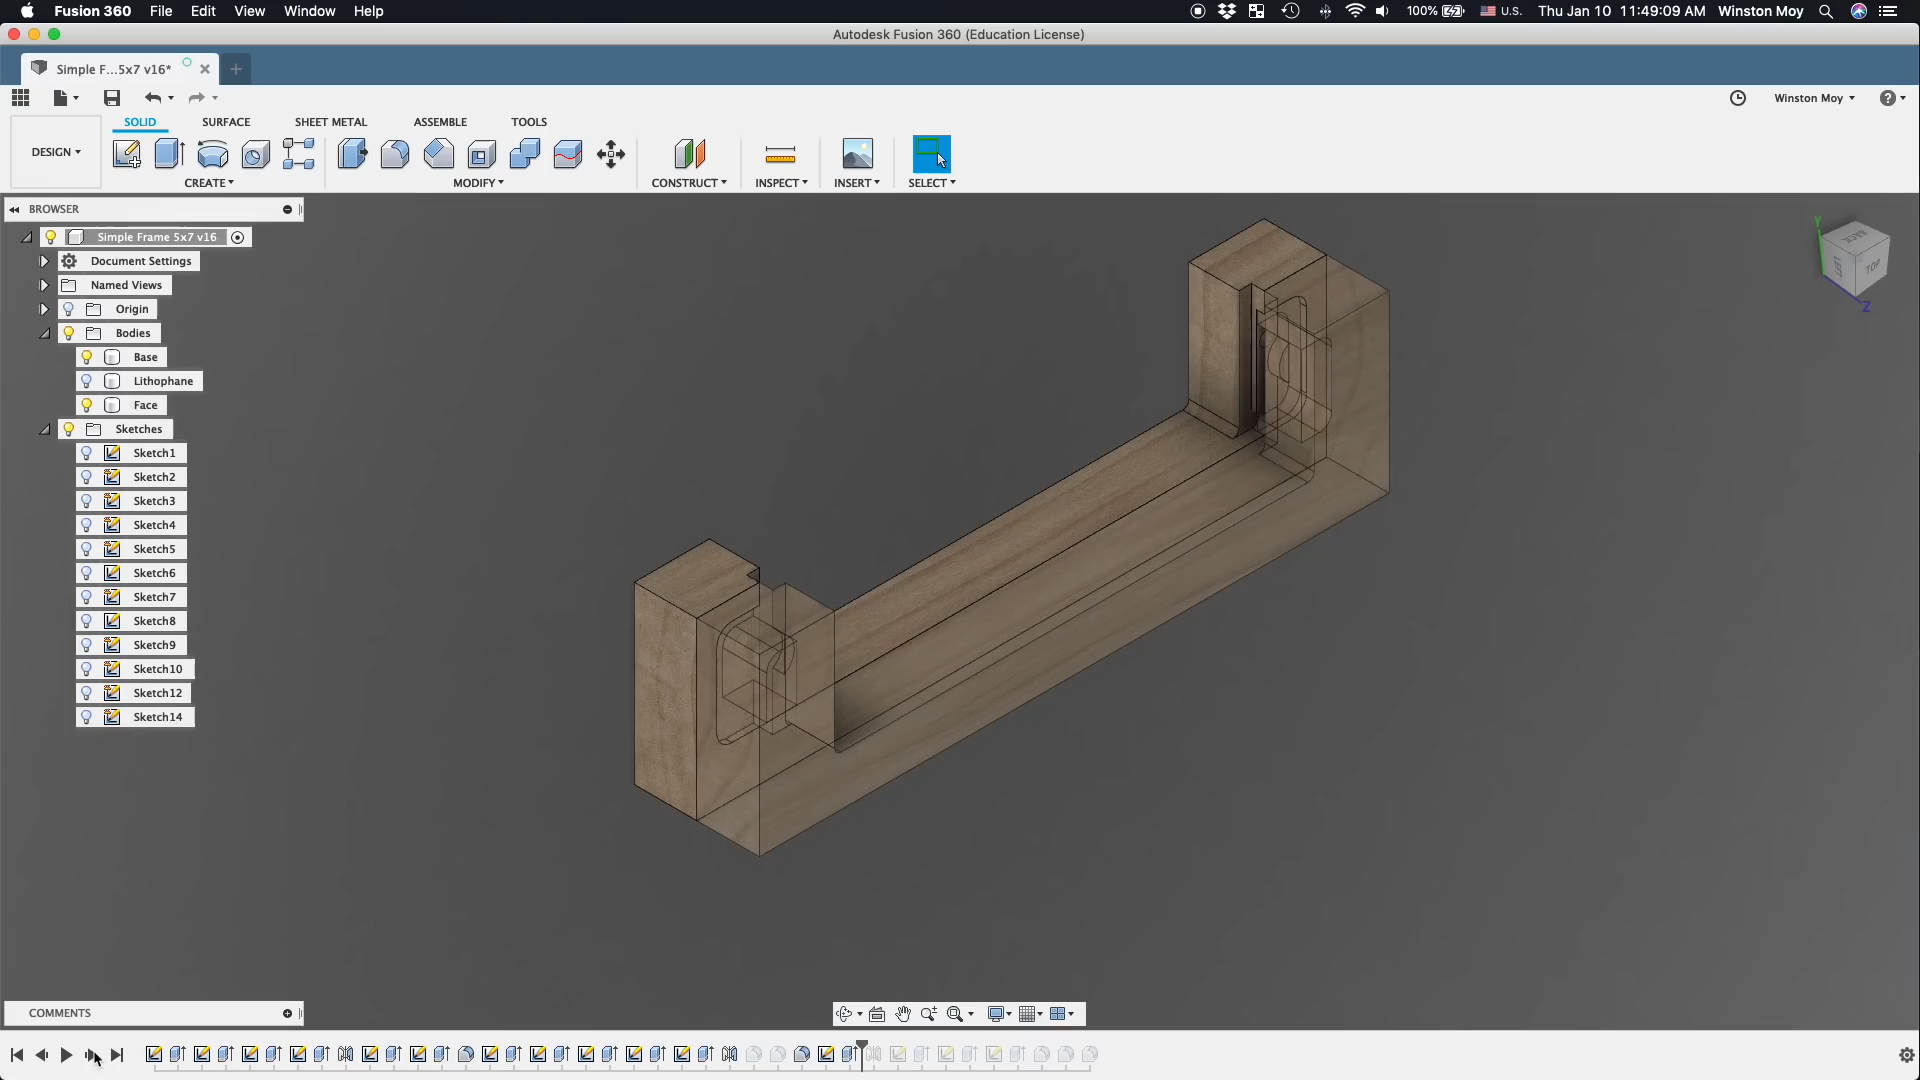 Fusion 360 File Edit View Window Help 100% U.S. Thu Jan 10 11:49:09 AM Winston Moy
Autodesk Fusion 360 (Education License)
Simple F...5x7 v16*
Winston Moy
DESIGN
SOLID SURFACE SHEET METAL ASSEMBLE TOOLS
CREATE MODIFY CONSTRUCT INSPECT INSERT SELECT
BROWSER
Simple Frame 5x7 v16
Document Settings
Named Views
Origin
Bodies
Base
Lithophane
Face
Sketches
Sketch1
Sketch2
Sketch3
Sketch4
Sketch5
Sketch6
Sketch7
Sketch8
Sketch9
Sketch10
Sketch12
Sketch14
Y
BACK
LEFT
TOP
Z
COMMENTS